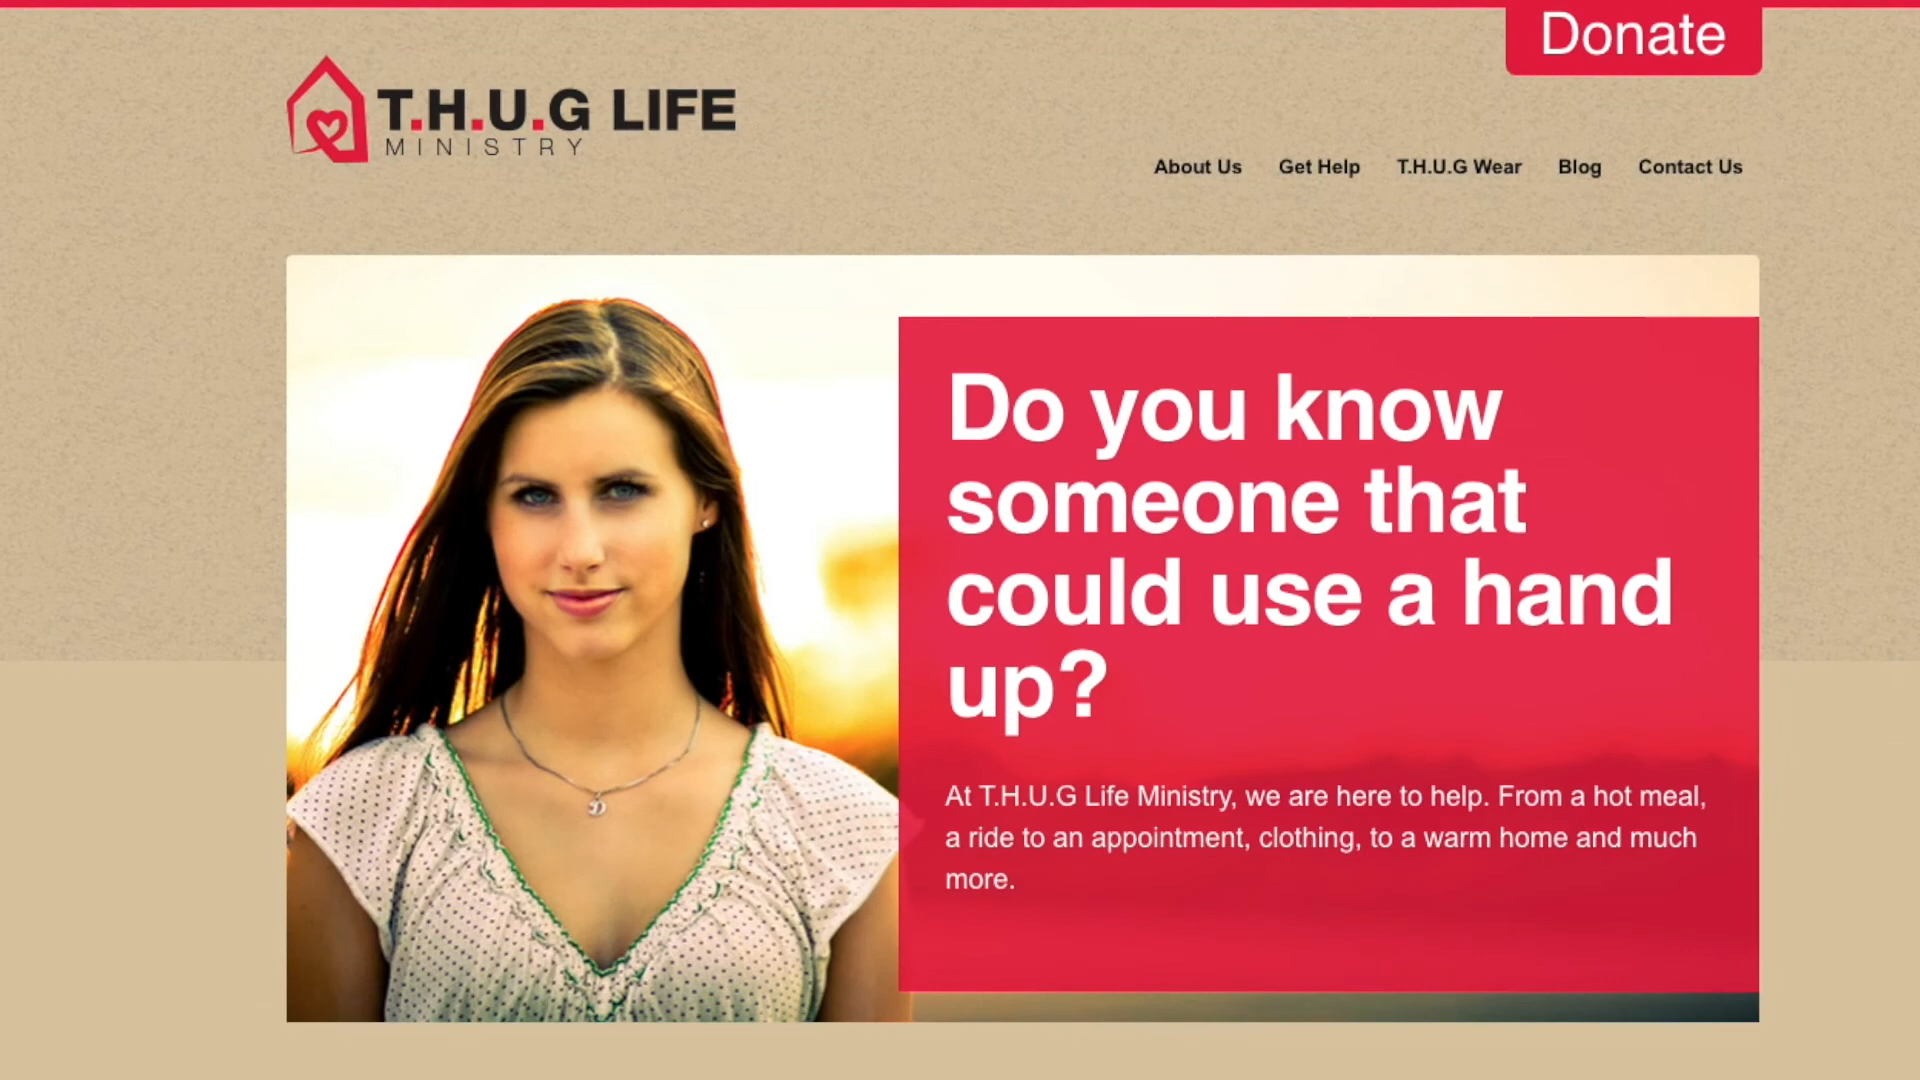 Donate
T.H.U.G LIFE
MINISTRY
About Us Get Help T.H.U.G Wear Blog Contact Us
Do you know
someone that
could use a hand
up?
At T.H.U.G Life Ministry, we are here to help. From a hot meal,
a ride to an appointment, clothing, to a warm home and much
more.